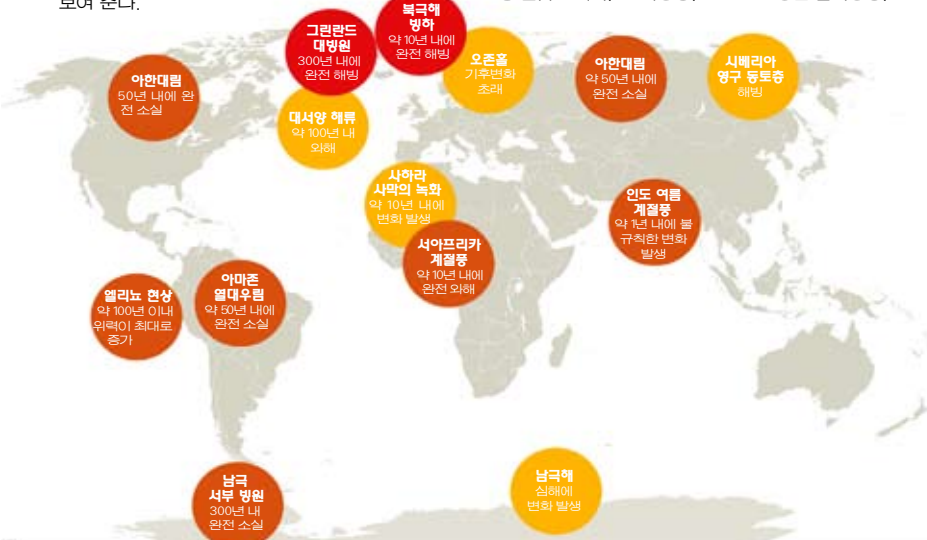 보여 준다.
북극해
빙하
약 10년 내에
완전 해빙
그린란드
대빙원
300년 내에
완전 해빙
오존홀
기후변화
초래
아한대림
약 50년 내에
완전 소실
시베리아
영구 동토층
해빙
아한대림
50년 내에 완
전 소실
대서양 해류
약 100년 내
와해
사하라
사막의 녹화
약 10년 내에
변화 발생
인도 여름
계절풍
약 1년 내에 불
규칙한 변화
발생
서아프리카
계절풍
약 10년 내에
완전 와해
엘리뇨 현상
약 100년 이내
위력이 최대로
증가
아마존
열대우림
약 50년 내에
완전 소실
남극
서부 빙원
300년 내
완전 소실
남극해
심해에
변화 발생